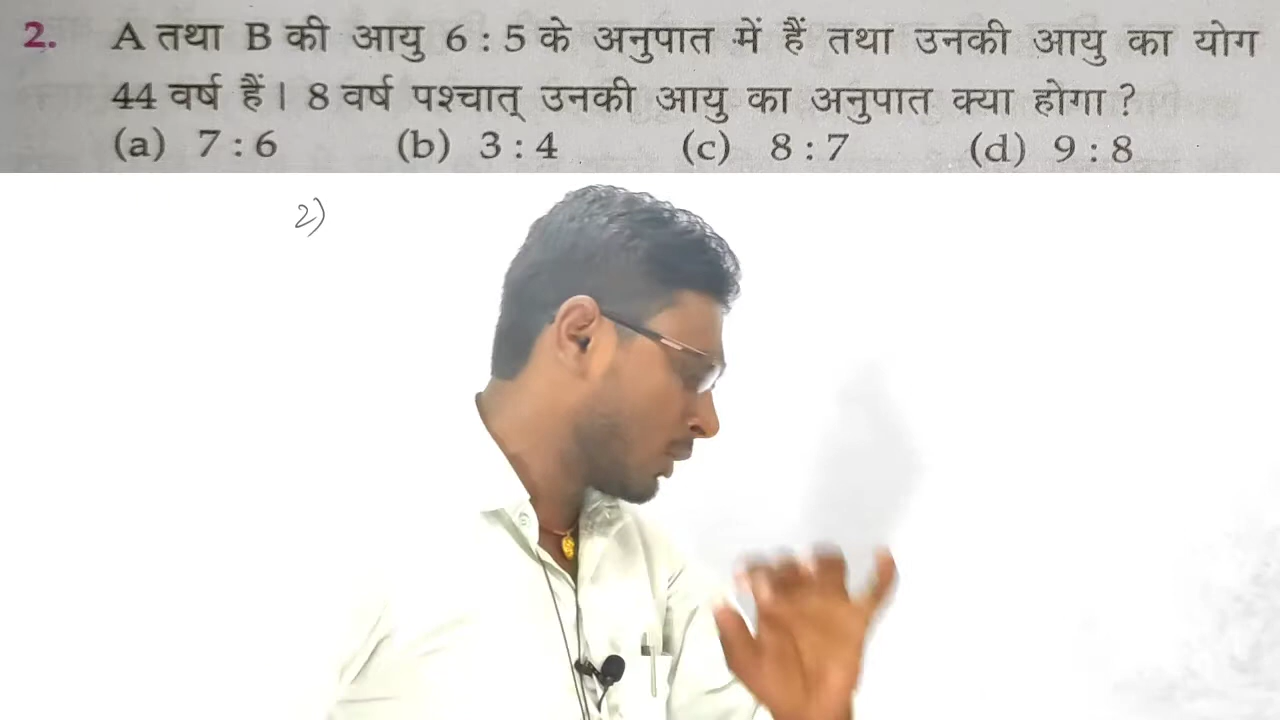 2. A तथा B की आयु 6 : 5 के अनुपात में हैं तथा उनकी आयु का योग
44 वर्ष हैं। 8 वर्ष पश्चात् उनकी आयु का अनुपात क्या होगा ?
(a) 7 : 6 (b) 3 : 4 (c) 8 : 7 (d) 9 : 8
2)